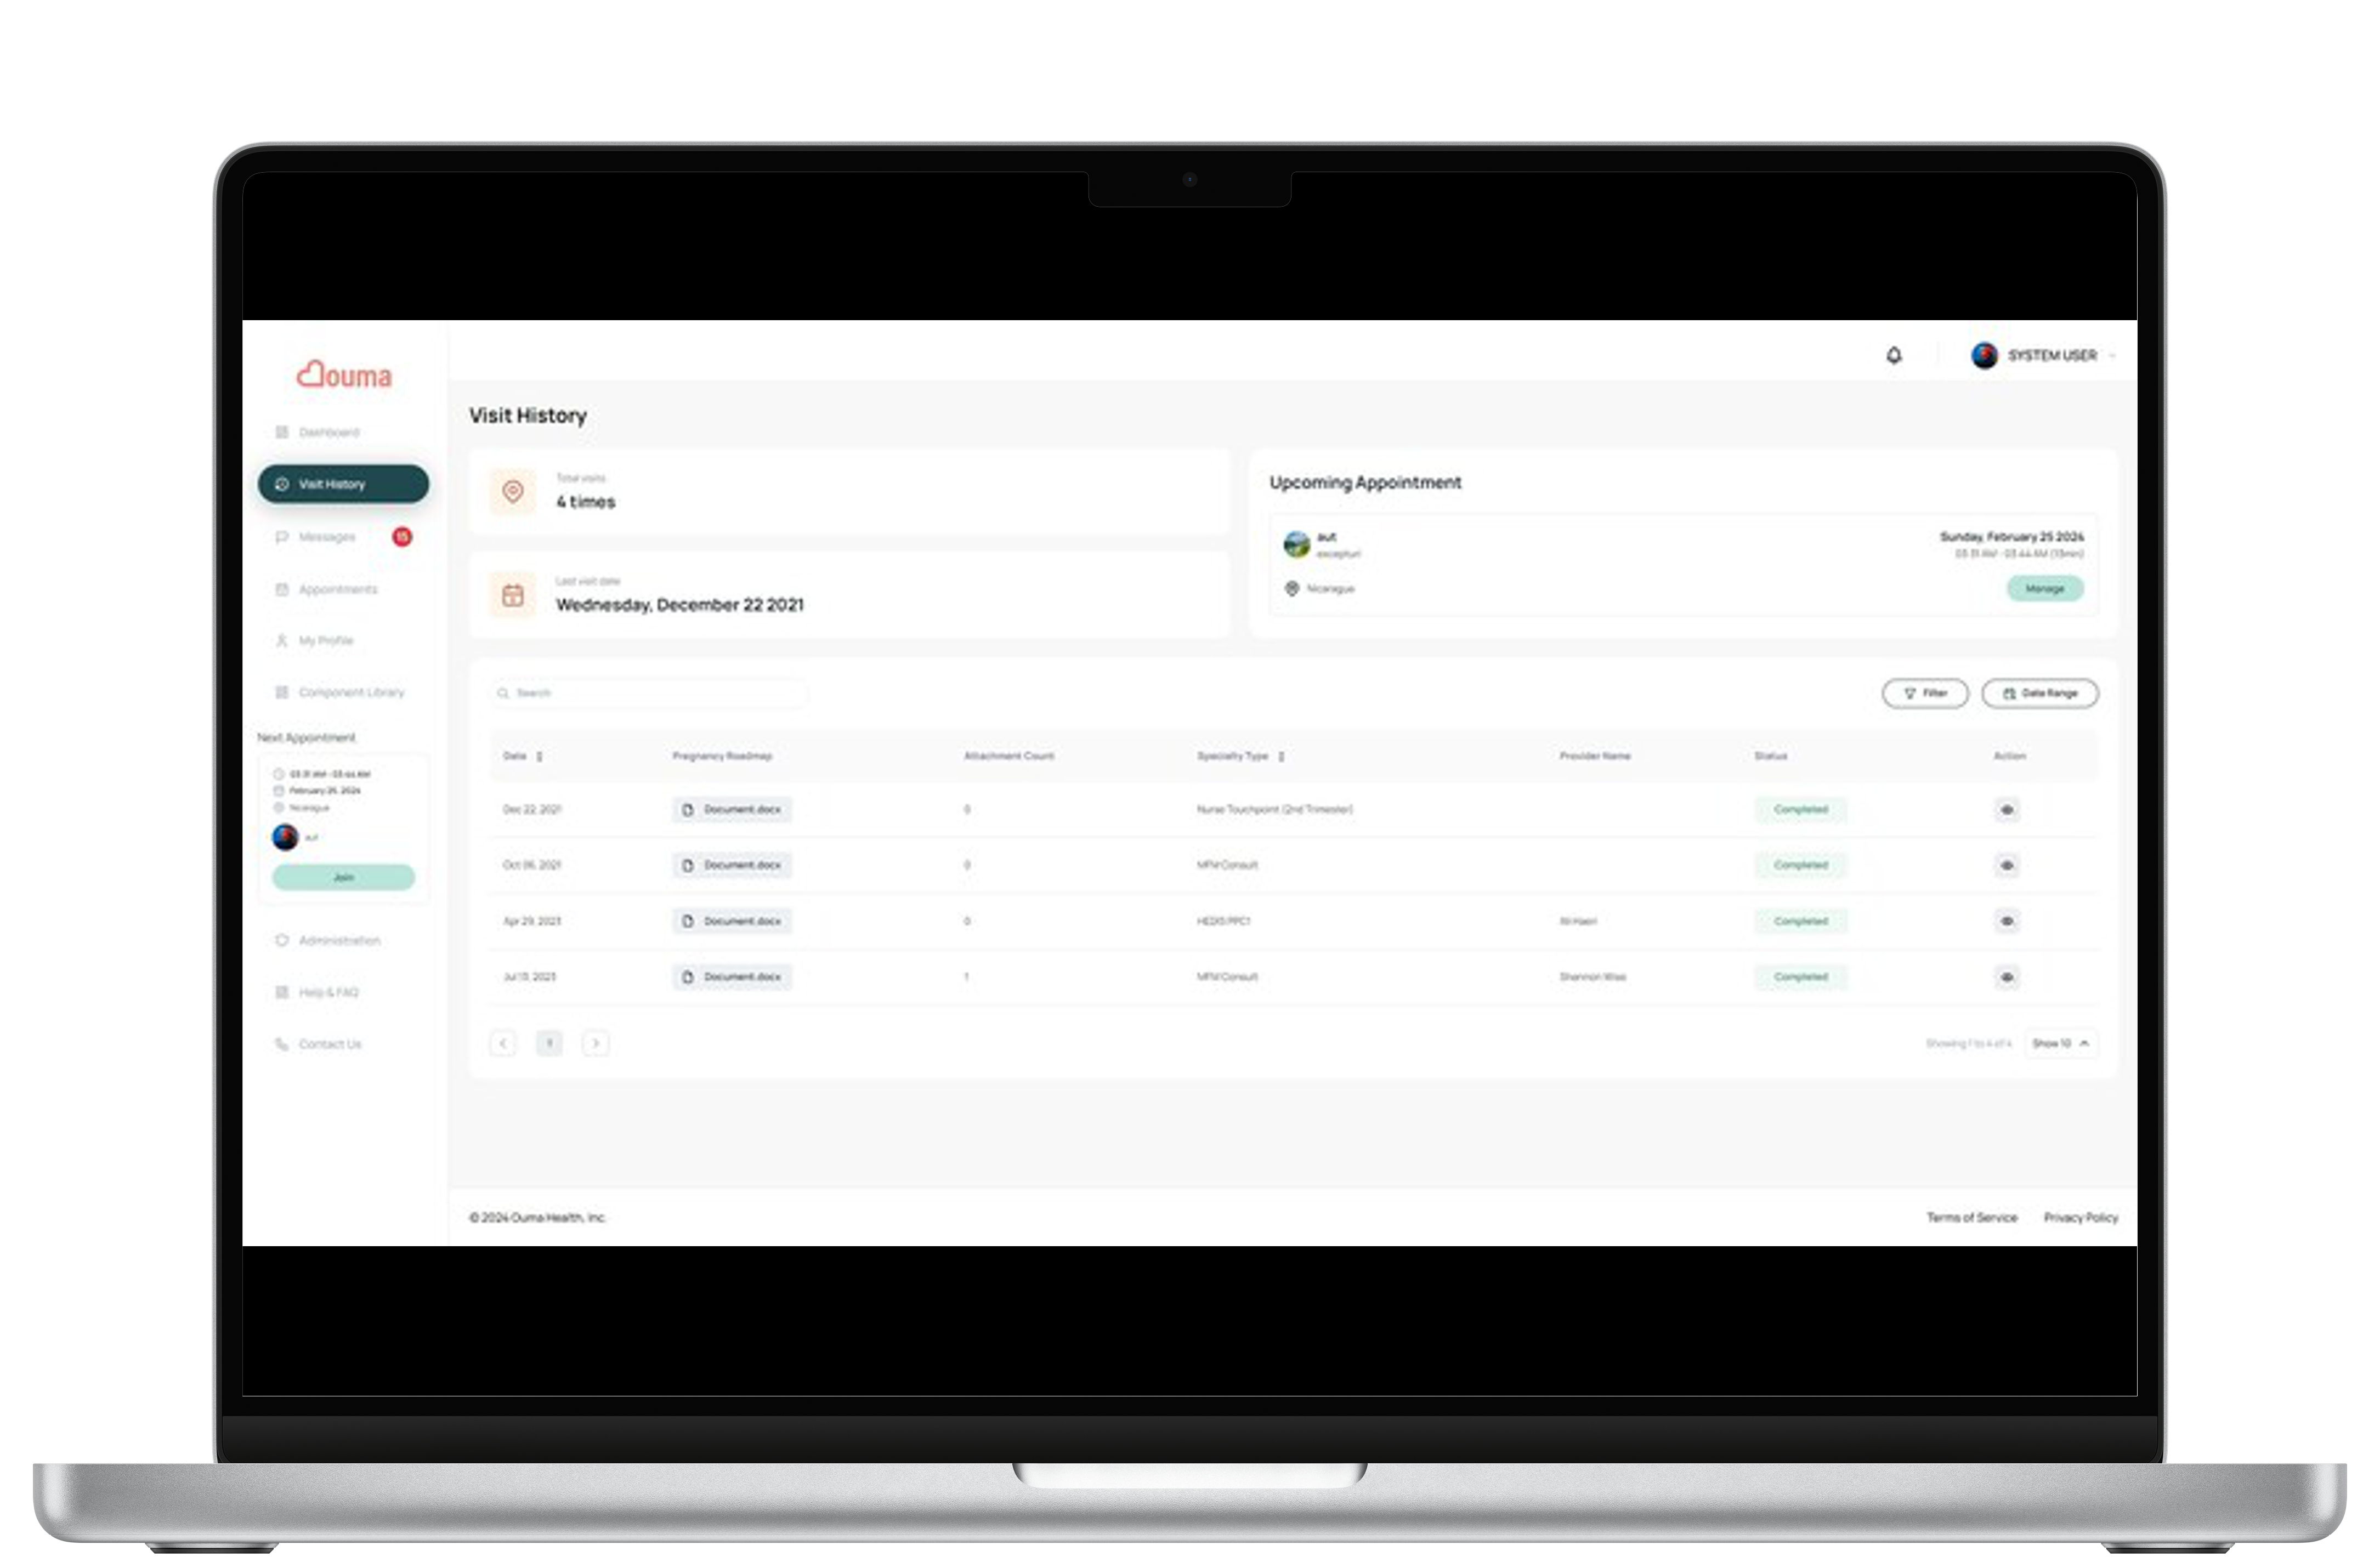 ouma
SYSTEM USER
Dashboard
Visit History
Messages 15
Appointments
My Profile
Component Library
Next Appointment
03:31 AM - 03:44 AM
February 25, 2024
Nicaragua
aut
Join
Administration
Help & FAQ
Contact Us
Visit History
Total visits
4 times
Last visit date
Wednesday, December 22 2021
Upcoming Appointment
aut
excepturi
Sunday, February 25 2024
03:31 AM - 03:44 AM (13min)
Nicaragua
Manage
Search
Filter
Date Range
Date Pregnancy Roadmap Attachment Count Specialty Type Provider Name Status Action
Dec 22, 2021 Document.docx 0 Nurse Touchpoint (2nd Trimester) Completed
Oct 06, 2021 Document.docx 0 MFM Consult Completed
Apr 29, 2023 Document.docx 0 HEDIS PPC1 Completed
Jul 13, 2023 Document.docx 1 MFM Consult Shannon Wise Completed
1
Showing 1 to 4 of 4
Show 10
© 2024 Ouma Health, Inc.
Terms of Service
Privacy Policy